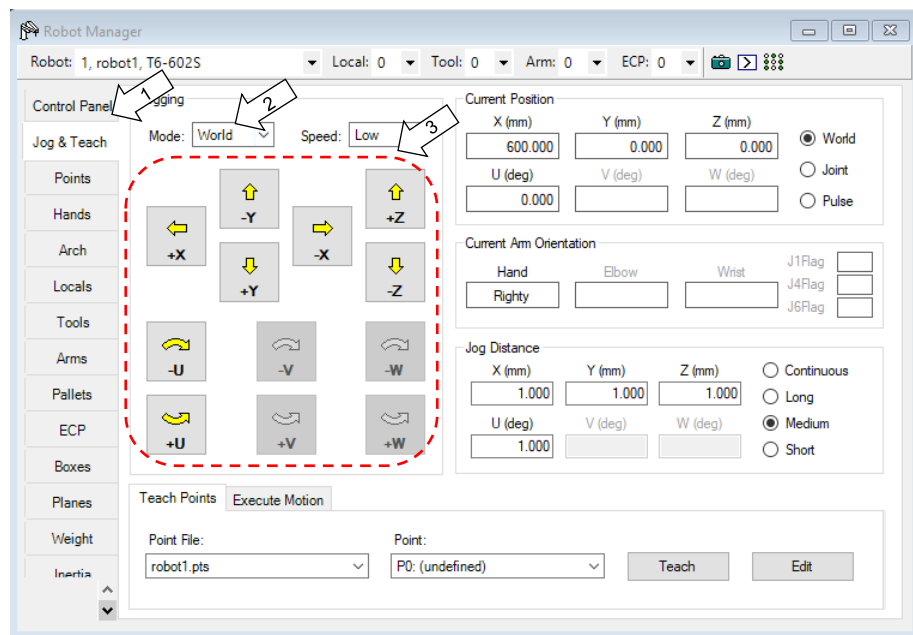 Robot Manager
Robot: 1, robot1, T6-602S Local: 0 Tool: 0 Arm: 0 ECP: 0
Control Panel
Jog & Teach
Points
Hands
Arch
Locals
Tools
Arms
Pallets
ECP
Boxes
Planes
Weight
Inertia
1
2
3
Mode: World Speed: Low
-Y +Z
+X -X
+Y -Z
-U -V -W
+U +V +W
Current Position
X (mm) Y (mm) Z (mm)
600.000 0.000 0.000
U (deg) V (deg) W (deg)
0.000
World
Joint
Pulse
Current Arm Orientation
Hand Elbow Wrist
Righty
J1Flag
J4Flag
J6Flag
Jog Distance
X (mm) Y (mm) Z (mm)
1.000 1.000 1.000
U (deg) V (deg) W (deg)
1.000
Continuous
Long
Medium
Short
Teach Points Execute Motion
Point File: Point:
robot1.pts P0: (undefined) Teach Edit